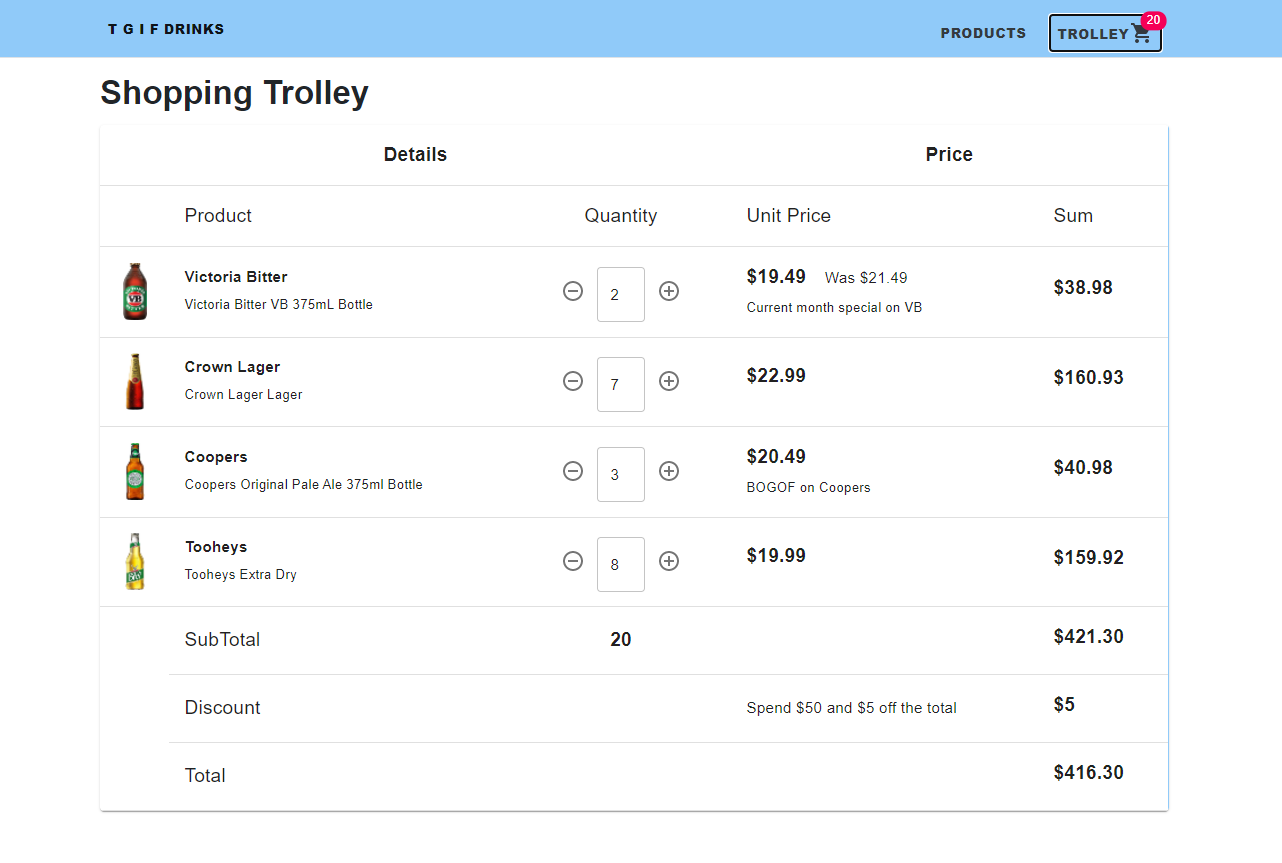 T G I F DRINKS
PRODUCTS
TROLLEY
20
Shopping Trolley
Details Price
Product Quantity Unit Price Sum
Victoria Bitter
Victoria Bitter VB 375mL Bottle
2
$19.49 Was $21.49
Current month special on VB
$38.98
Crown Lager
Crown Lager Lager
7
$22.99
$160.93
Coopers
Coopers Original Pale Ale 375ml Bottle
3
$20.49
BOGOF on Coopers
$40.98
Tooheys
Tooheys Extra Dry
8
$19.99
$159.92
SubTotal 20 $421.30
Discount Spend $50 and $5 off the total $5
Total $416.30